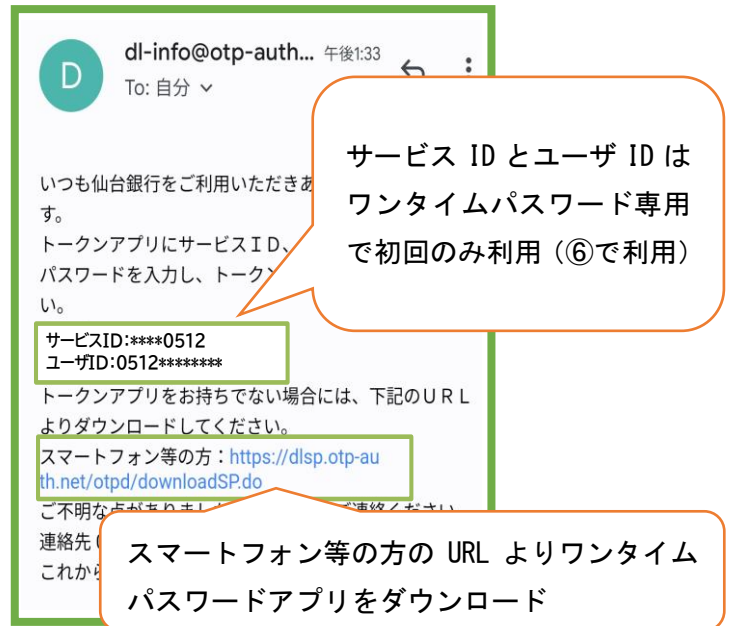 D
dl-info@otp-auth... 午後1:33
To: 自分
いつも仙台銀行をご利用いただきあ
す。
トークンアプリにサービスＩＤ、
パスワードを入力し、トークン
い。
サービス ID とユーザ ID は
ワンタイムパスワード専用
で初回のみ利用（⑥で利用）
サービスID:****0512
ユーザID:0512********
トークンアプリをお持ちでない場合には、下記のＵＲＬ
よりダウンロードしてください。
スマートフォン等の方：https://dlsp.otp-au
th.net/otpd/downloadSP.do
ご不明な点がありまし
ご連絡ください
連絡先
これから
スマートフォン等の方の URL よりワンタイム
パスワードアプリをダウンロード